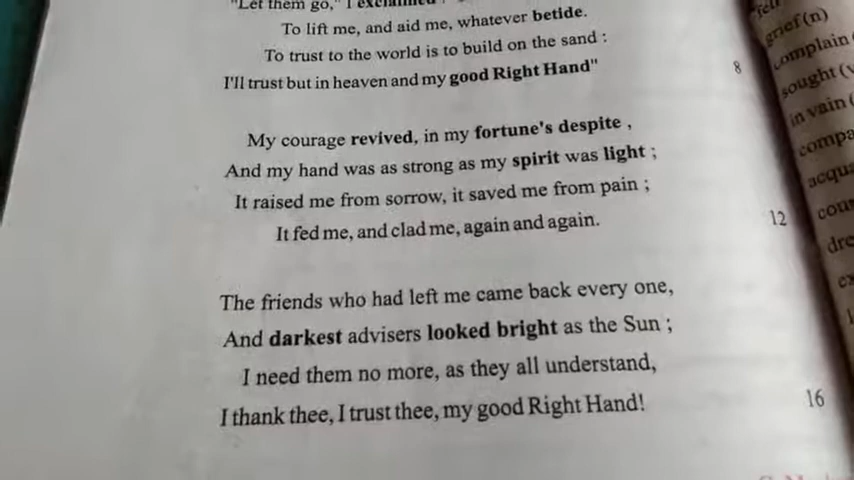 "Let them go," I exclaimed
To lift me, and aid me, whatever betide.
To trust to the world is to build on the sand :
I'll trust but in heaven and my good Right Hand"
8
My courage revived, in my fortune's despite ,
And my hand was as strong as my spirit was light ;
It raised me from sorrow, it saved me from pain ;
It fed me, and clad me, again and again.
12
The friends who had left me came back every one,
And darkest advisers looked bright as the Sun ;
I need them no more, as they all understand,
I thank thee, I trust thee, my good Right Hand!
16
grief(n)
complain
sought (v
in vain (